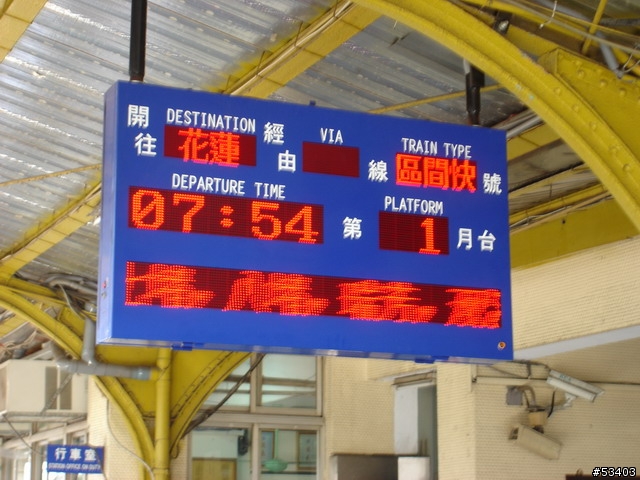 開往 DESTINATION 花蓮 經由 VIA 線 TRAIN TYPE 區間快 號
DEPARTURE TIME 07:54 第 PLATFORM 1 月台
行車室
STATION OFFICE ON DUTY
#53403